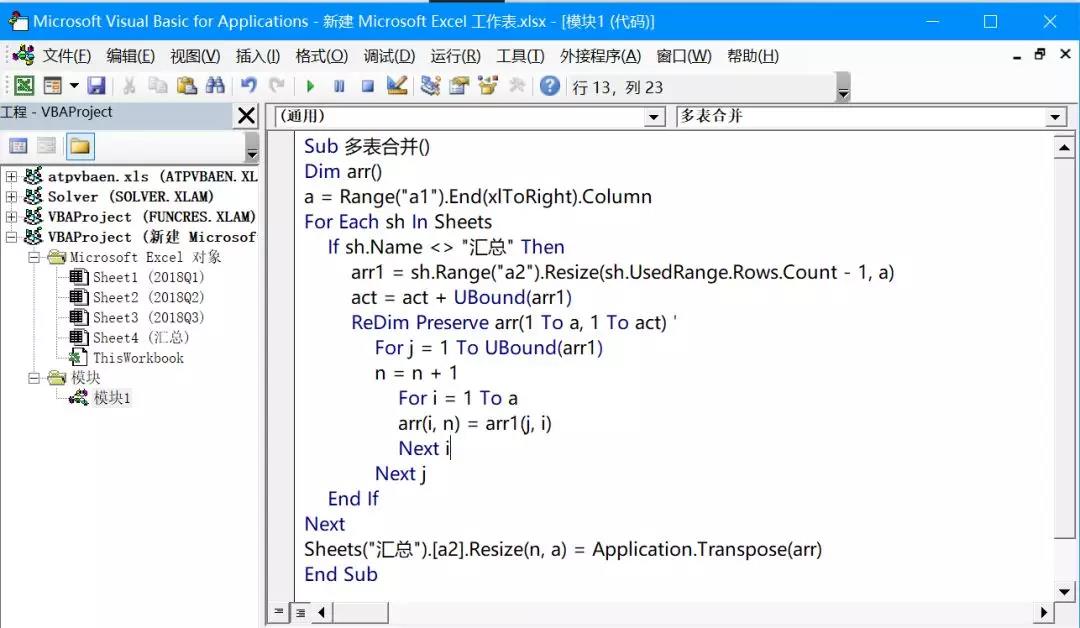 Microsoft Visual Basic for Applications - 新建 Microsoft Excel 工作表.xlsx - [模块1 (代码)]
文件(F) 编辑(E) 视图(V) 插入(I) 格式(O) 调试(D) 运行(R) 工具(T) 外接程序(A) 窗口(W) 帮助(H)
行 13，列 23
工程 - VBAProject
atpvbaen.xls (ATPVBAEN.XL
Solver (SOLVER.XLAM)
VBAProject (FUNCRES.XLAM)
VBAProject (新建 Microsof
Microsoft Excel 对象
Sheet1 (2018Q1)
Sheet2 (2018Q2)
Sheet3 (2018Q3)
Sheet4 (汇总)
ThisWorkbook
模块
模块1
(通用) 多表合并
Sub 多表合并()
Dim arr()
a = Range("a1").End(xlToRight).Column
For Each sh In Sheets
If sh.Name <> "汇总" Then
arr1 = sh.Range("a2").Resize(sh.UsedRange.Rows.Count - 1, a)
act = act + UBound(arr1)
ReDim Preserve arr(1 To a, 1 To act) '
For j = 1 To UBound(arr1)
n = n + 1
For i = 1 To a
arr(i, n) = arr1(j, i)
Next i
Next j
End If
Next
Sheets("汇总").[a2].Resize(n, a) = Application.Transpose(arr)
End Sub